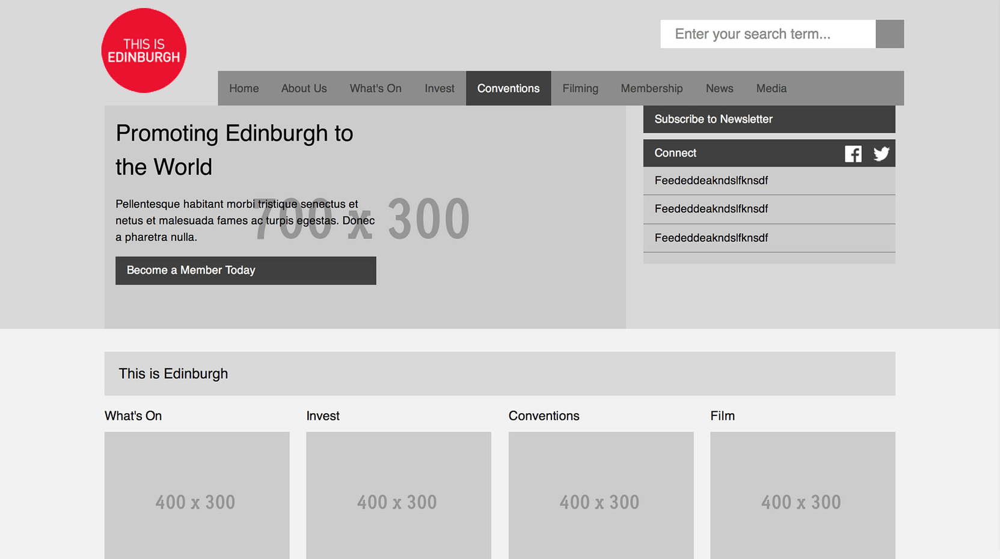 THIS IS
EDINBURGH
Enter your search term...
Home About Us What's On Invest Conventions Filming Membership News Media
Promoting Edinburgh to
the World
Pellentesque habitant morbi tristique senectus et
netus et malesuada fames ac turpis egestas. Donec
a pharetra nulla.
700 x 300
Become a Member Today
Subscribe to Newsletter
Connect
Feededdeakndslfknsdf
Feededdeakndslfknsdf
Feededdeakndslfknsdf
This is Edinburgh
What's On
400 x 300
Invest
400 x 300
Conventions
400 x 300
Film
400 x 300